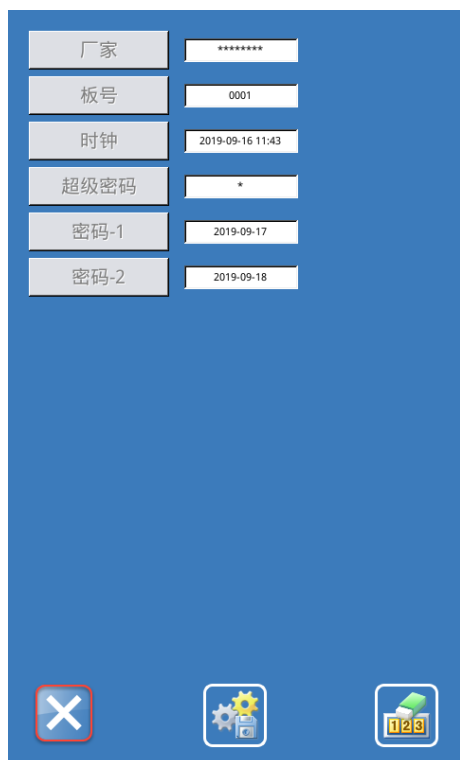 厂家 ********
板号 0001
时钟 2019-09-16 11:43
超级密码 *
密码-1 2019-09-17
密码-2 2019-09-18
123